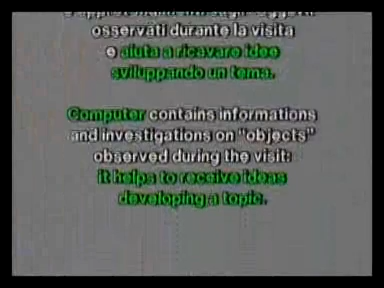 osservati durante la visita
e aiuta a ricavare idee
sviluppando un tema.
Computer contains informations
and investigations on "objects"
observed during the visit:
it helps to receive ideas
developing a topic.